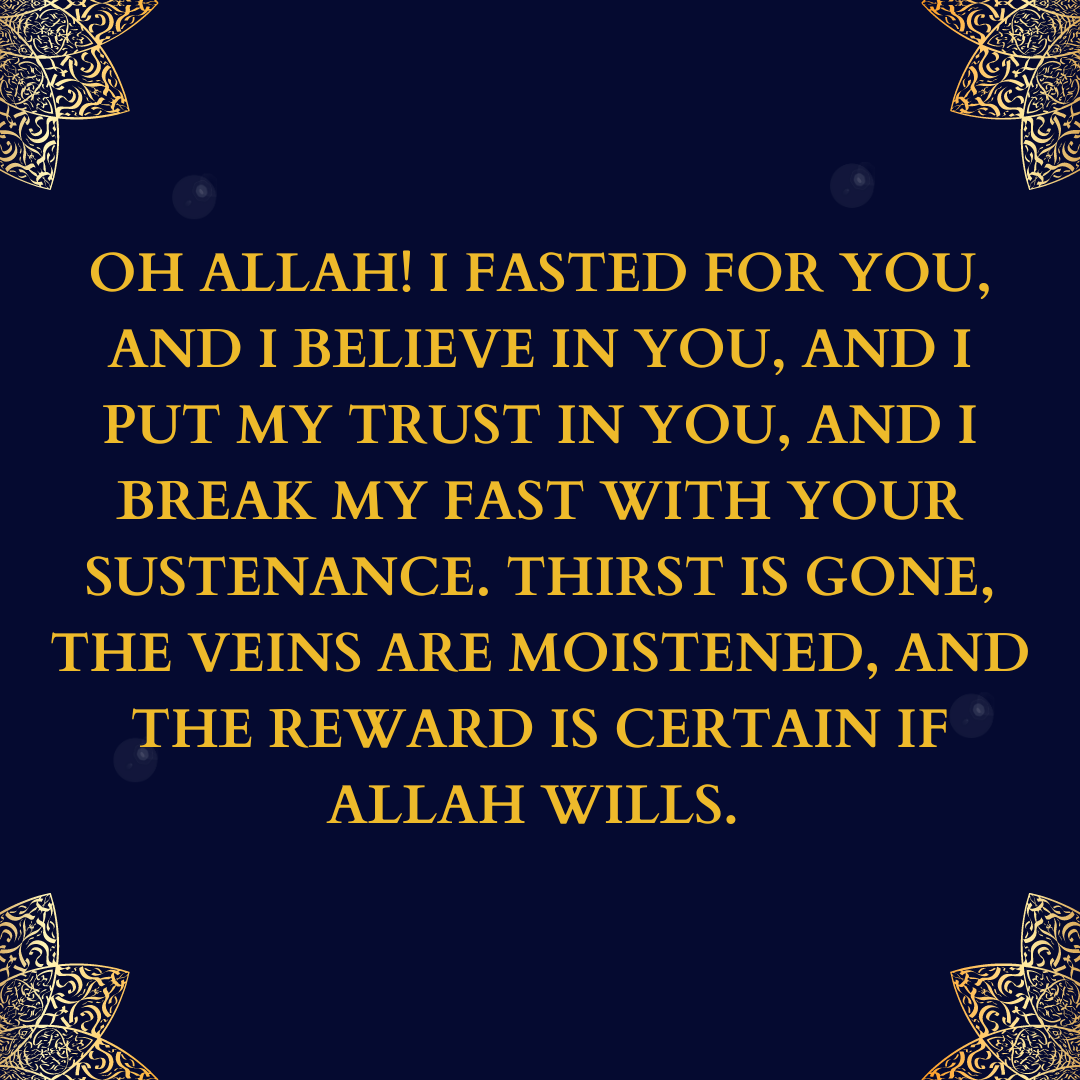 OH ALLAH! I FASTED FOR YOU,
AND I BELIEVE IN YOU, AND I
PUT MY TRUST IN YOU, AND I
BREAK MY FAST WITH YOUR
SUSTENANCE. THIRST IS GONE,
THE VEINS ARE MOISTENED, AND
THE REWARD IS CERTAIN IF
ALLAH WILLS.